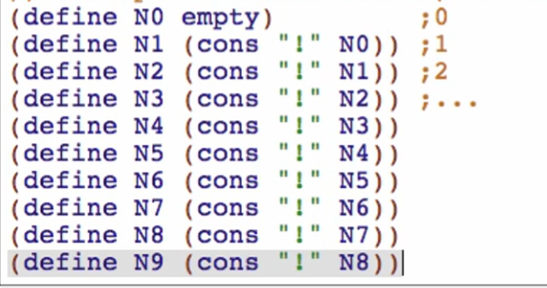 (define N0 empty) ;0
(define N1 (cons "!" N0)) ;1
(define N2 (cons "!" N1)) ;2
(define N3 (cons "!" N2)) ;...
(define N4 (cons "!" N3))
(define N5 (cons "!" N4))
(define N6 (cons "!" N5))
(define N7 (cons "!" N6))
(define N8 (cons "!" N7))
(define N9 (cons "!" N8))